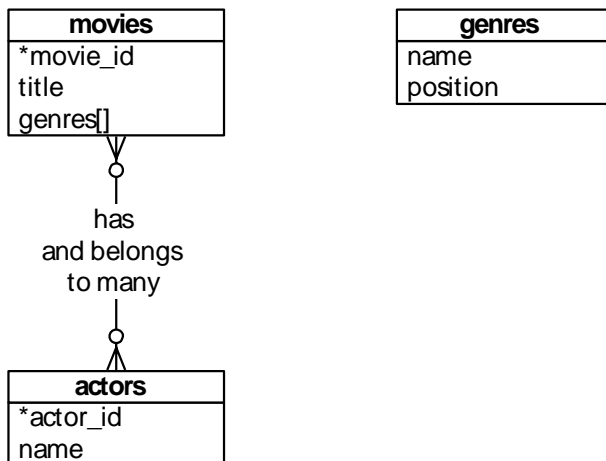 movies
*movie_id
title
genres[]
genres
name
position
has
and belongs
to many
actors
*actor_id
name